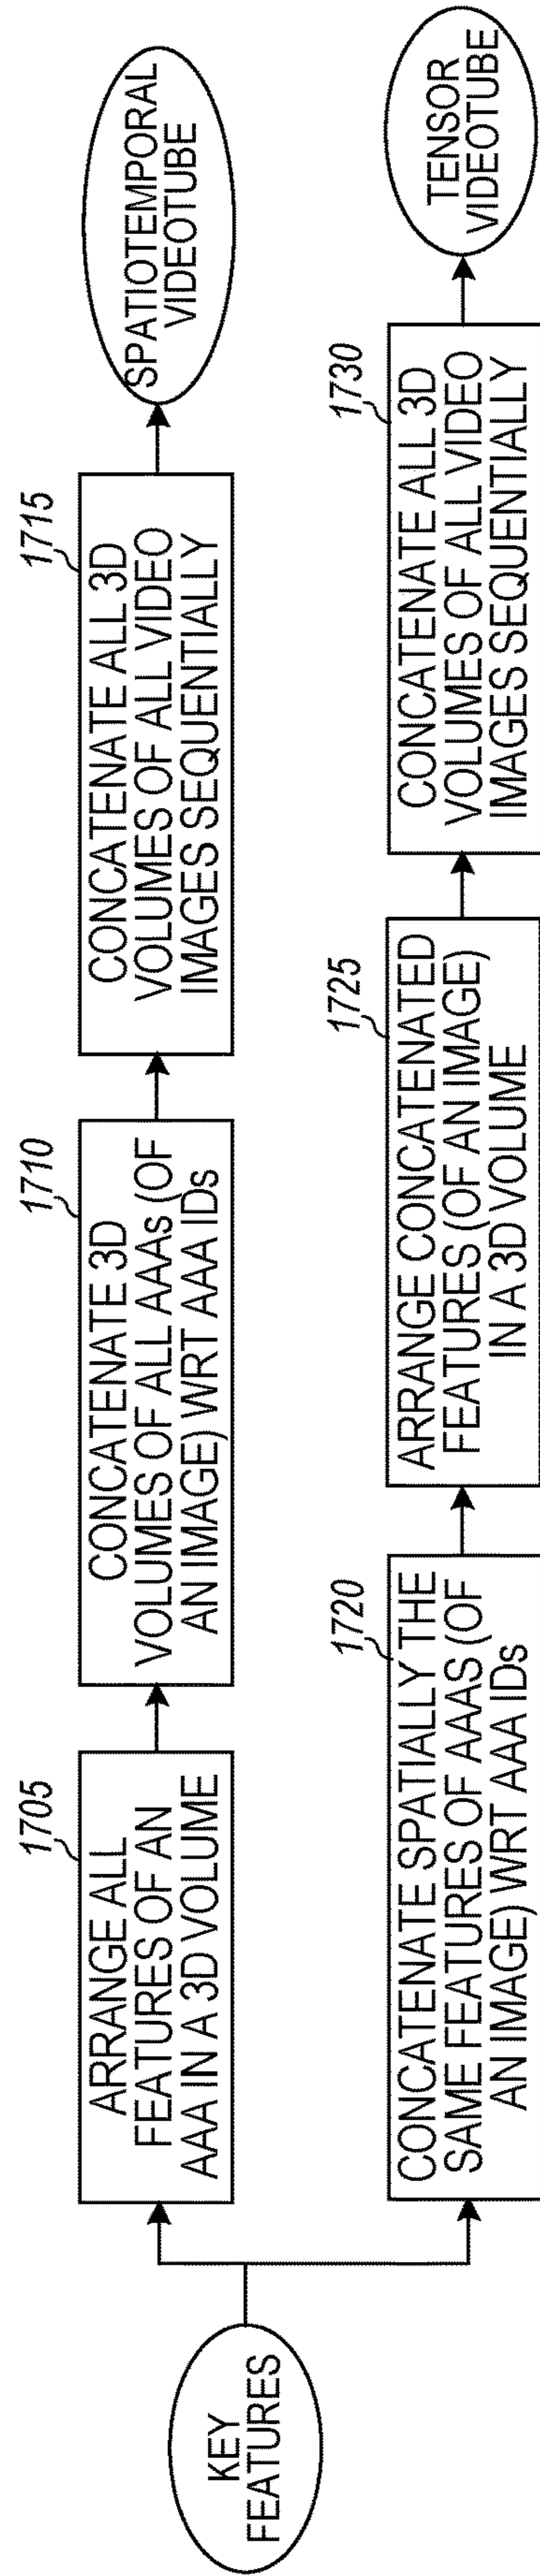 KEY
FEATURES
1705
ARRANGE ALL
FEATURES OF AN
AAA IN A 3D VOLUME
1710
CONCATENATE 3D
VOLUMES OF ALL AAAs (OF
AN IMAGE) WRT AAA IDs
1715
CONCATENATE ALL 3D
VOLUMES OF ALL VIDEO
IMAGES SEQUENTIALLY
SPATIOTEMPORAL
VIDEOTUBE
1720
CONCATENATE SPATIALLY THE
SAME FEATURES OF AAAS (OF
AN IMAGE) WRT AAA IDs
1725
ARRANGE CONCATENATED
FEATURES (OF AN IMAGE)
IN A 3D VOLUME
1730
CONCATENATE ALL 3D
VOLUMES OF ALL VIDEO
IMAGES SEQUENTIALLY
TENSOR
VIDEOTUBE